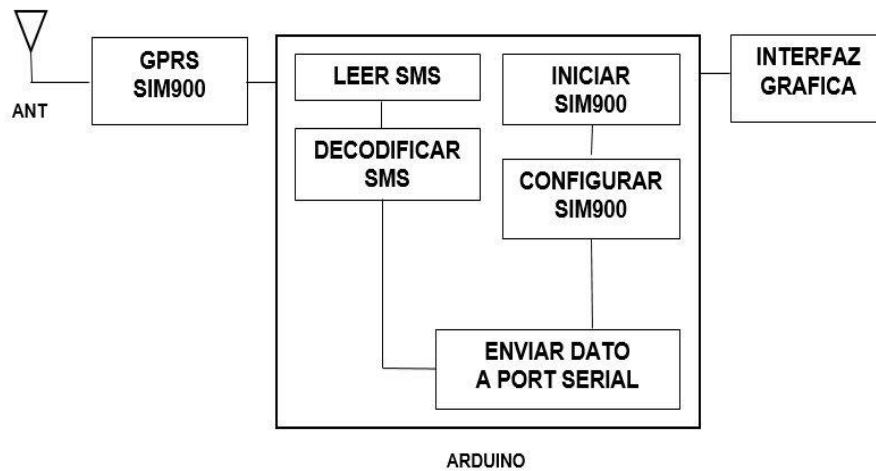 ANT
GPRS
SIM900
LEER SMS
DECODIFICAR
SMS
INICIAR
SIM900
CONFIGURAR
SIM900
ENVIAR DATO
A PORT SERIAL
INTERFAZ
GRAFICA
ARDUINO